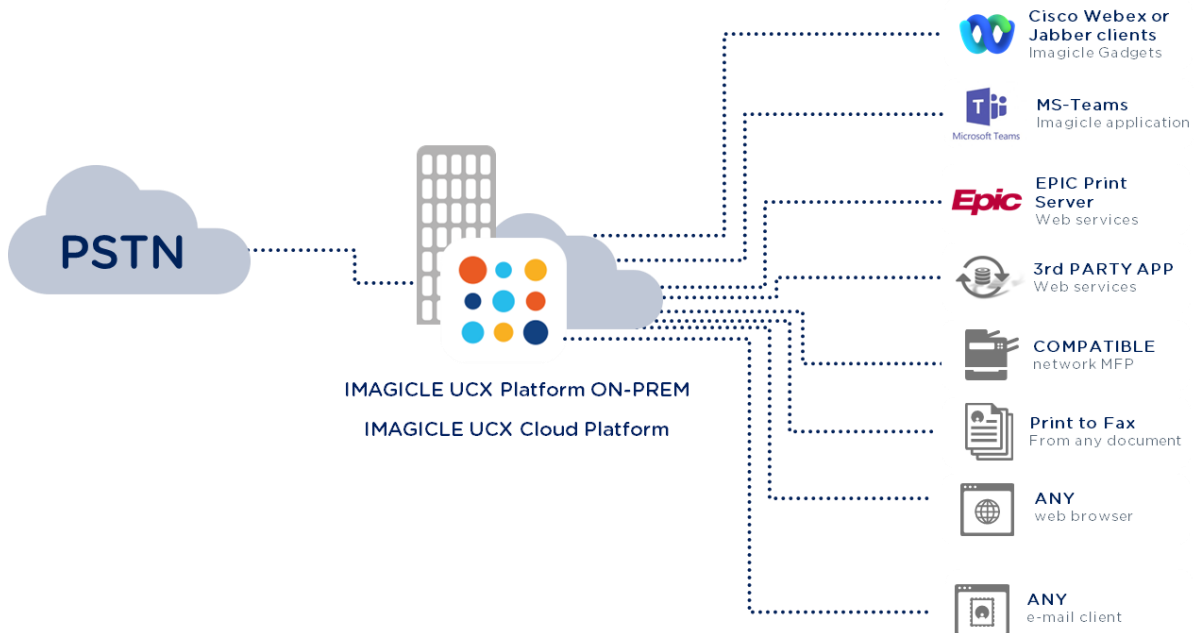 Cisco Webex or
Jabber clients
Imagicle Gadgets
T
MS-Teams
Imagicle application
Microsoft Teams
EPIC Print
Server
Web services
Epic
PSTN
3rd PARTY APP
Web services
COMPATIBLE
network MFP
IMAGICLE UCX Platform ON-PREM
IMAGICLE UCX Cloud Platform
Print to Fax
From any document
ANY
web browser
ANY
e-mail client